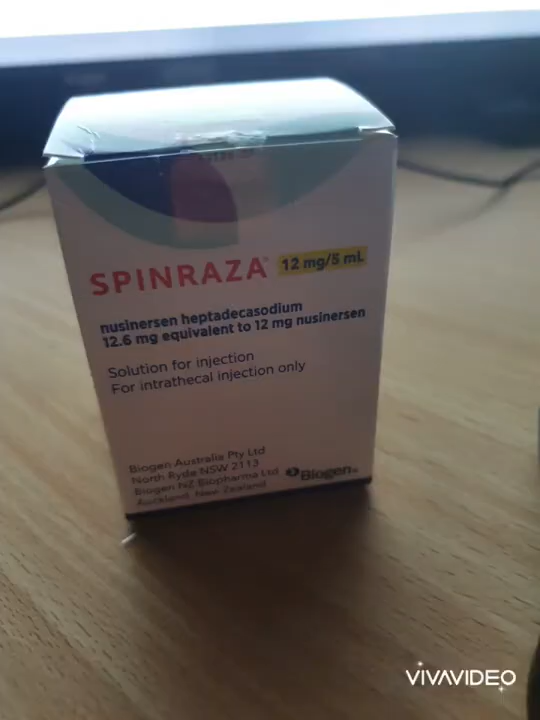 SPINRAZA® 12 mg/5 mL
nusinersen heptadecasodium
12.6 mg equivalent to 12 mg nusinersen
Solution for injection
For intrathecal injection only
Biogen Australia Pty Ltd
North Ryde NSW 2113
Biogen NZ Biopharma Ltd
Auckland, New Zealand
Biogen
VIVAVIDEO